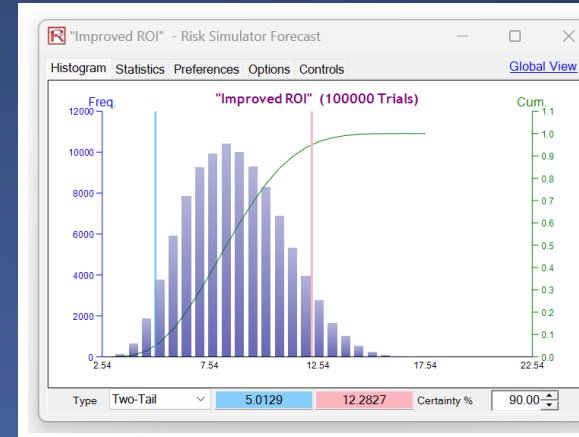 R "Improved ROI" - Risk Simulator Forecast
Histogram Statistics Preferences Options Controls Global View
Freq. "Improved ROI" (100000 Trials) Cum.
12000 1.1
1.0
10000 0.9
0.8
8000 0.7
6000 0.6
0.5
4000 0.4
0.3
2000 0.2
0.1
0 0.0
2.54 7.54 12.54 17.54 22.54
Type Two-Tail 5.0129 12.2827 Certainty % 90.00